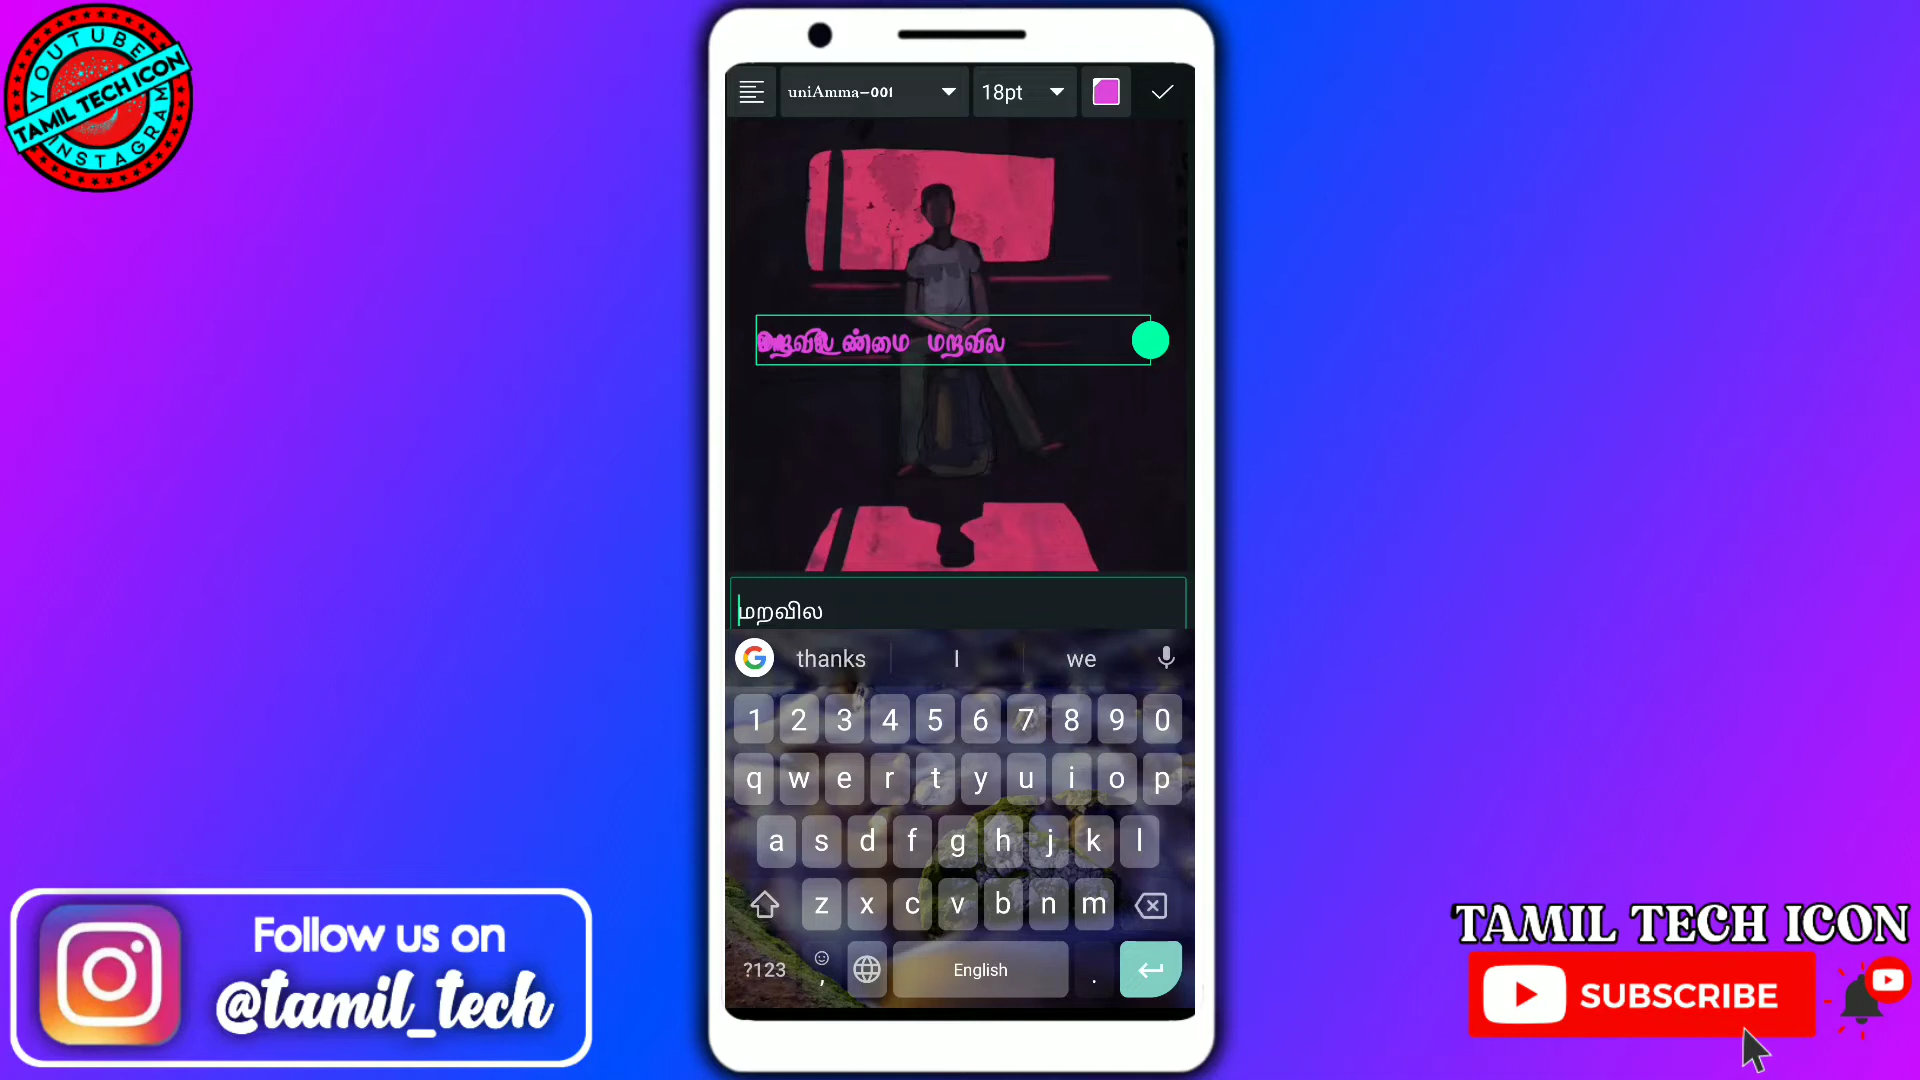 YOUTUBE
TAMIL TECH ICON
INSTAGRAM
uniAmma-001
18pt
ண்மை மறவில
மறவில
G thanks I we
1 2 3 4 5 6 7 8 9 0
q w e r t y u i o p
a s d f g h j k l
z x c v b n m
?123 , English .
Follow us on
@tamil_tech
TAMIL TECH ICON
SUBSCRIBE